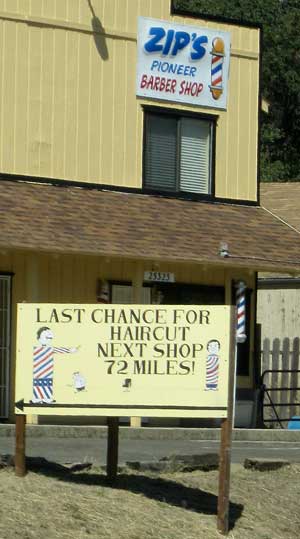 ZIP'S
PIONEER
BARBER SHOP
25323
LAST CHANCE FOR
HAIRCUT
NEXT SHOP
72 MILES!